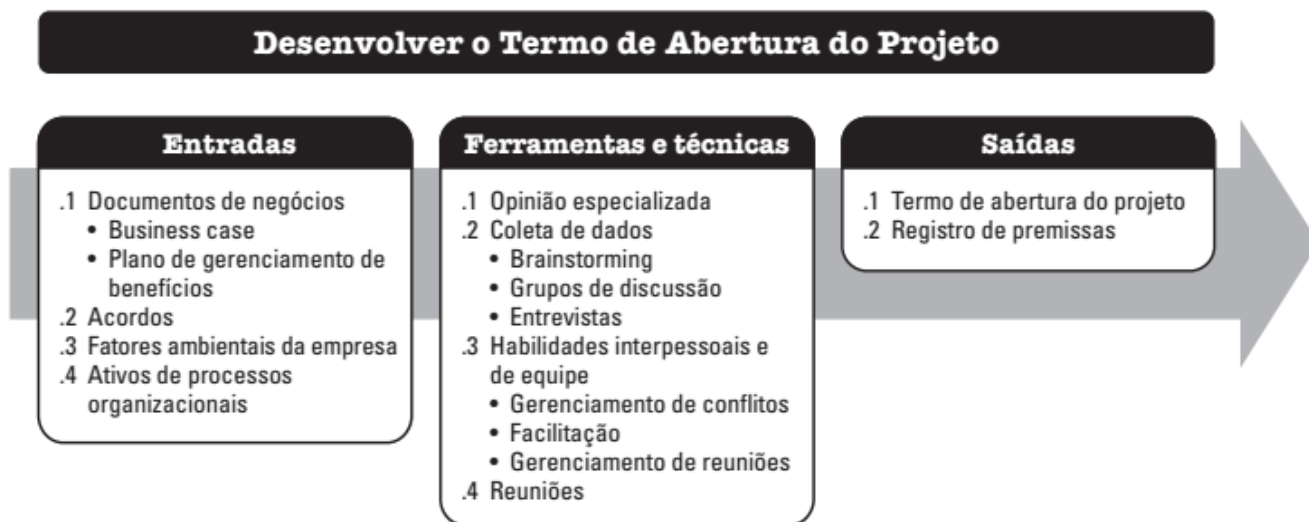 Desenvolver o Termo de Abertura do Projeto
Entradas
.1 Documentos de negócios
• Business case
• Plano de gerenciamento de
benefícios
.2 Acordos
.3 Fatores ambientais da empresa
.4 Ativos de processos
organizacionais
Ferramentas e técnicas
.1 Opinião especializada
.2 Coleta de dados
• Brainstorming
• Grupos de discussão
• Entrevistas
.3 Habilidades interpessoais e
de equipe
• Gerenciamento de conflitos
• Facilitação
• Gerenciamento de reuniões
.4 Reuniões
Saídas
.1 Termo de abertura do projeto
.2 Registro de premissas